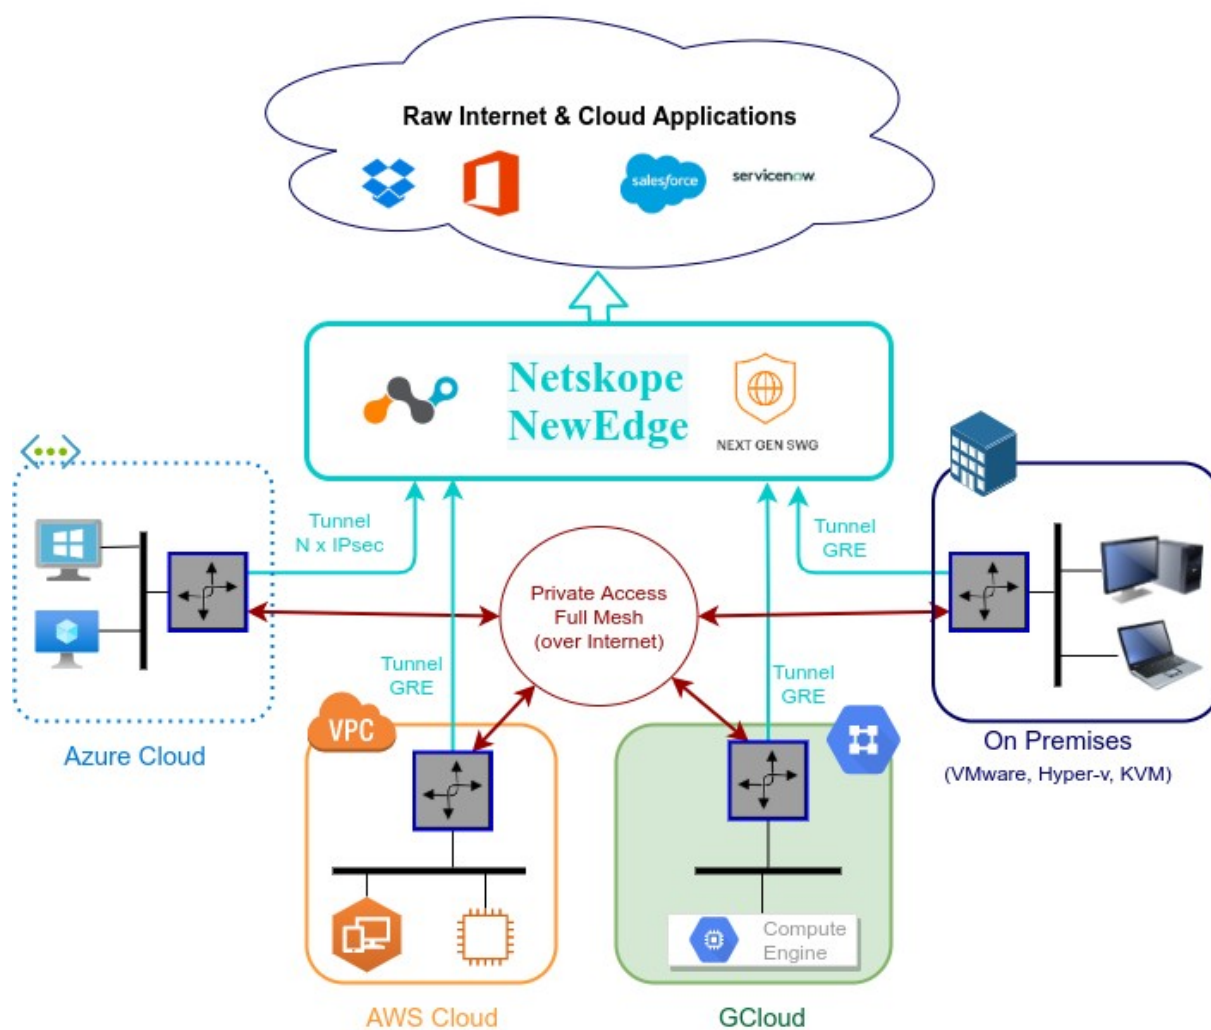 Raw Internet & Cloud Applications
salesforce
servicenow
Netskope
NewEdge
NEXT GEN SWG
Tunnel
N x IPsec
Tunnel
GRE
Private Access
Full Mesh
(over Internet)
Tunnel
GRE
Tunnel
GRE
VPC
Azure Cloud
On Premises
(VMware, Hyper-v, KVM)
Compute
Engine
AWS Cloud
GCloud